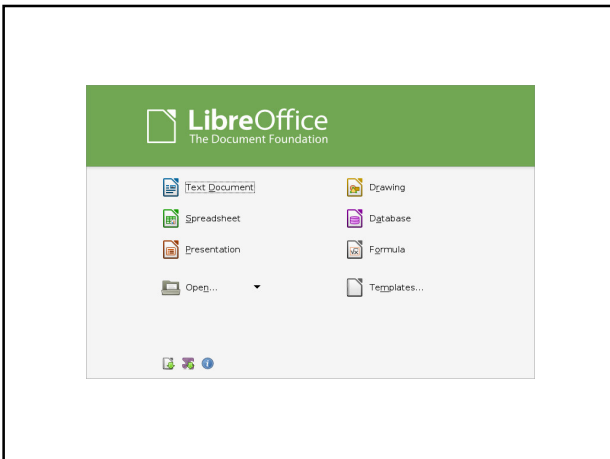 LibreOffice
The Document Foundation
Text Document
Drawing
Spreadsheet
Database
Presentation
Formula
Open...
Templates...